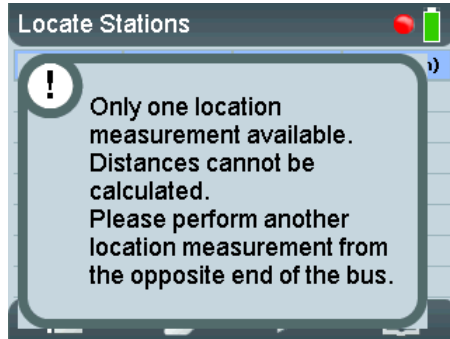 Locate Stations
)
!
Only one location
measurement available.
Distances cannot be
calculated.
Please perform another
location measurement from
the opposite end of the bus.